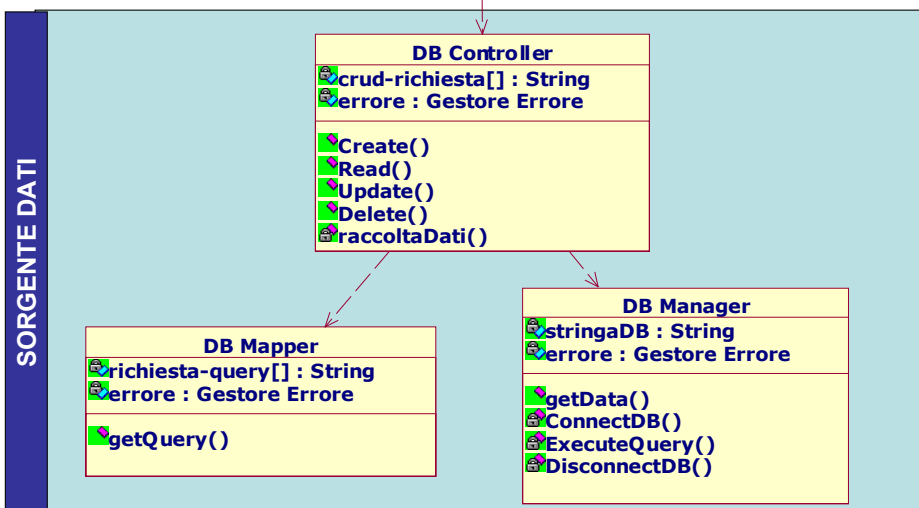 SORGENTE DATI
DB Controller
crud-richiesta[] : String
errore : Gestore Errore
Create()
Read()
Update()
Delete()
raccoltaDati()
DB Mapper
richiesta-query[] : String
errore : Gestore Errore
getQuery()
DB Manager
stringaDB : String
errore : Gestore Errore
getData()
ConnectDB()
ExecuteQuery()
DisconnectDB()